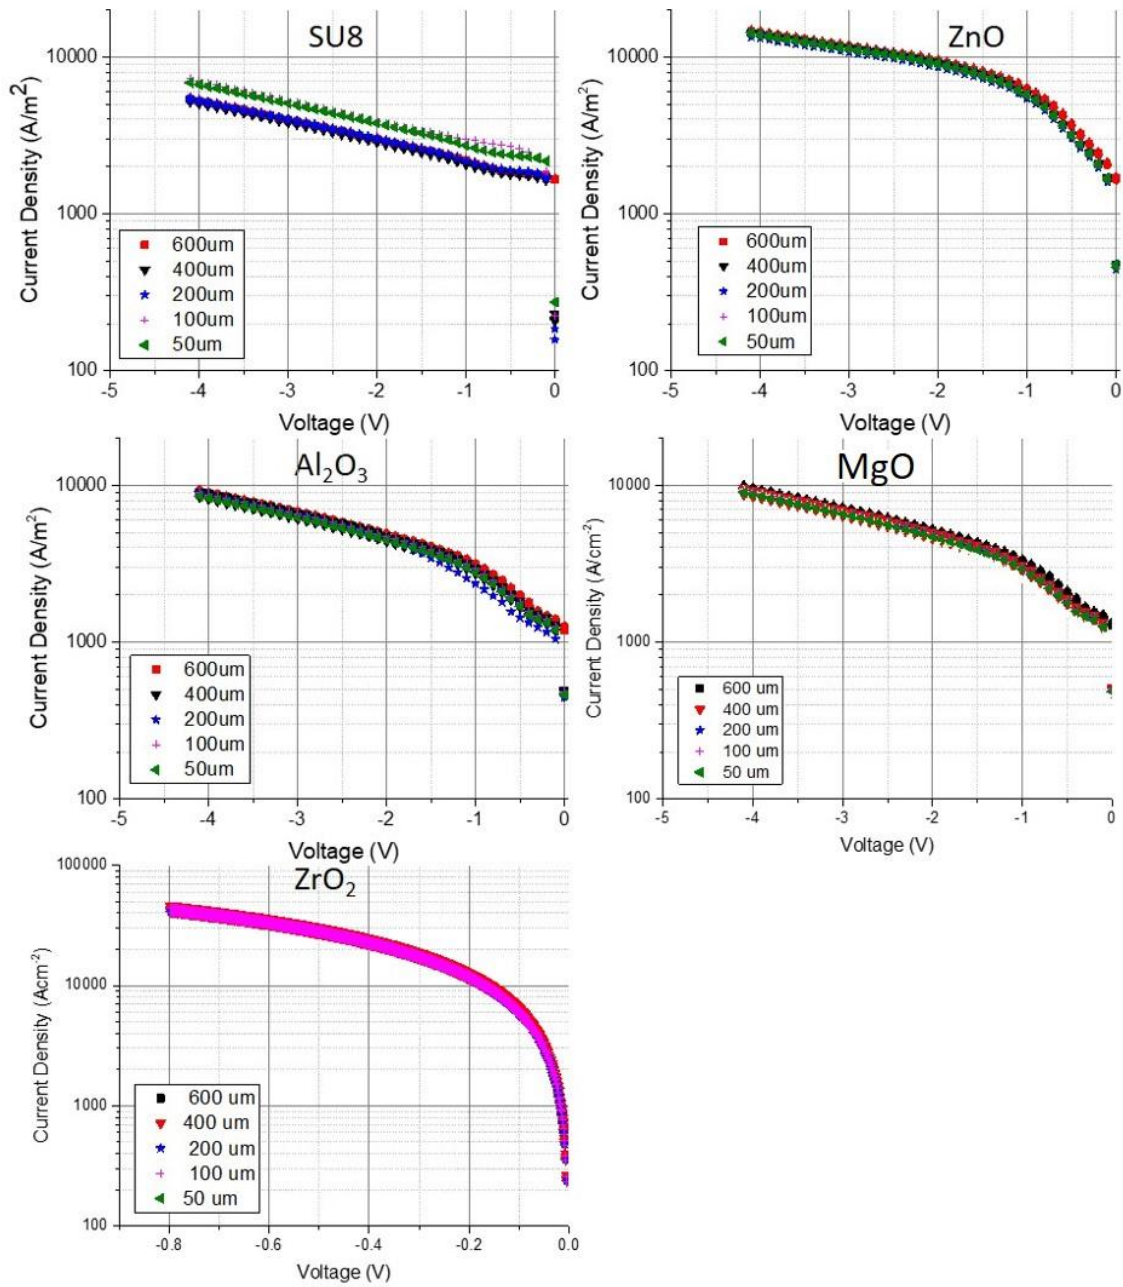 SU8
Current Density (A/m²)
10000
1000
100
600um
400um
200um
100um
50um
-5 -4 -3 -2 -1 0
Voltage (V)
ZnO
Current Density (A/m²)
10000
1000
100
600um
400um
200um
100um
50um
-5 -4 -3 -2 -1 0
Voltage (V)
Al₂O₃
Current Density (A/m²)
10000
1000
100
600um
400um
200um
100um
50um
-5 -4 -3 -2 -1 0
Voltage (V)
MgO
Current Density (A/cm²)
10000
1000
100
600 um
400 um
200 um
100 um
50 um
-5 -4 -3 -2 -1 0
Voltage (V)
ZrO₂
Current Density (Acm⁻²)
100000
10000
1000
100
600 um
400 um
200 um
100 um
50 um
-0.8 -0.6 -0.4 -0.2 0.0
Voltage (V)